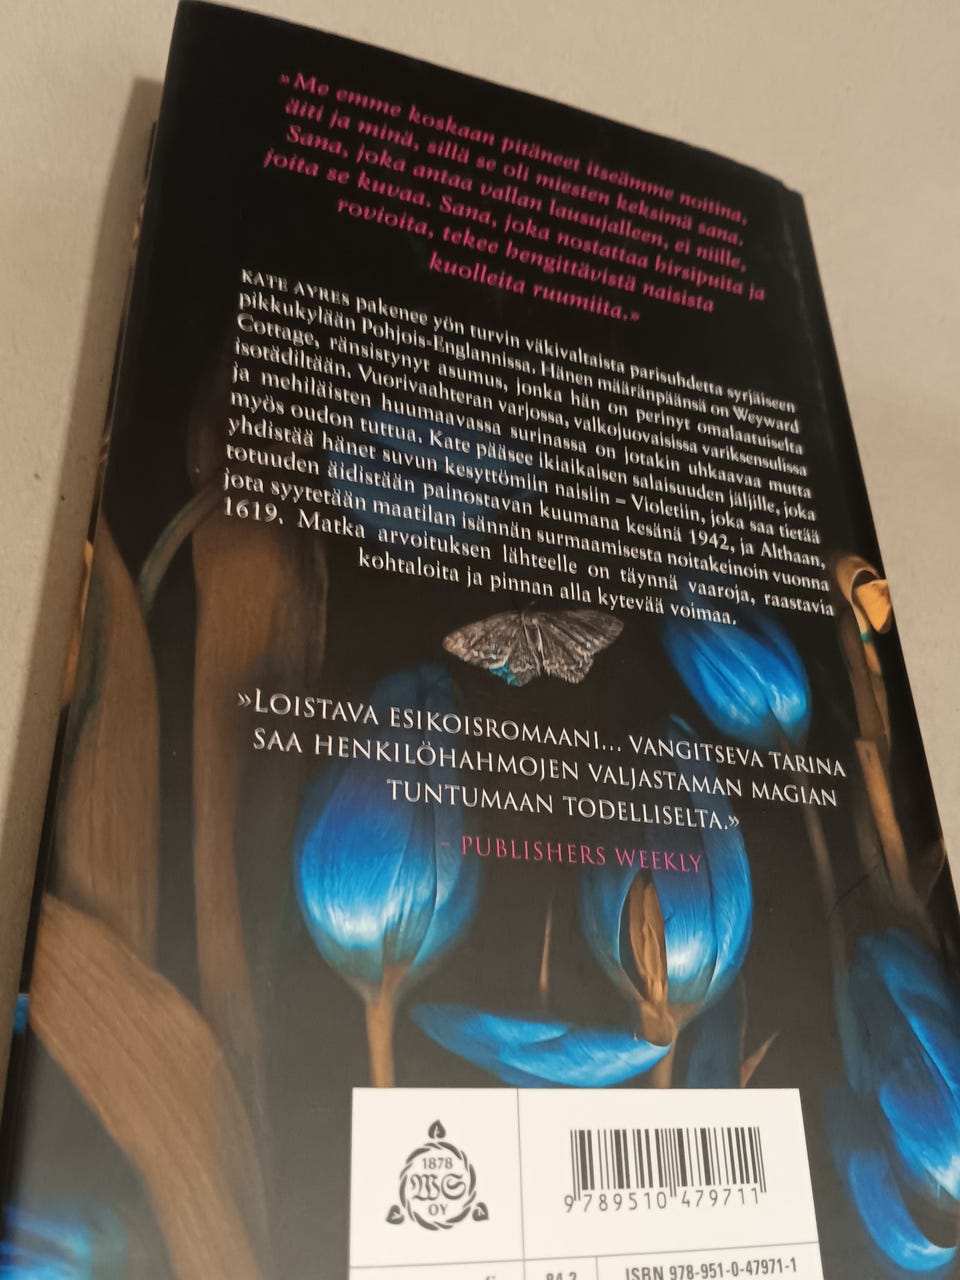 »Me emme koskaan pitäneet itseämme noitina,
äiti ja minä, sillä se oli miesten keksimä sana.
Sana, joka antaa vallan lausujalleen, ei niille,
joita se kuvaa. Sana, joka nostattaa hirsipuita ja
rovioita, tekee hengittävistä naisista
kuolleita ruumiita.»
KATE AYRES pakenee yön turvin väkivaltaista parisuhdetta syrjäiseen
pikkukylään Pohjois-Englannissa. Hänen määränpäänsä on Weyward
Cottage, ränsistynyt asumus, jonka hän on perinyt omalaatuiselta
isotädiltään. Vuorivaahteran varjossa, valkojuovaisissa variksensulissa
ja mehiläisten huumaavassa surinassa on jotakin uhkaavaa mutta
myös oudon tuttua. Kate pääsee ikiaikaisen salaisuuden jäljille, joka
yhdistää hänet suvun kesyttömiin naisiin – Violetiin, joka saa tietää
totuuden äidistään painostavan kuumana kesänä 1942, ja Althaan,
jota syytetään maatilan isännän surmaamisesta noitakeinoin vuonna
1619. Matka arvoituksen lähteelle on täynnä vaaroja, raastavia
kohtaloita ja pinnan alla kytevää voimaa.
»LOISTAVA ESIKOISROMAANI... VANGITSEVA TARINA
SAA HENKILÖHAHMOJEN VALJASTAMAN MAGIAN
TUNTUMAAN TODELLISELTA.»
– PUBLISHERS WEEKLY
1878
WS
OY
9 789510 479711
84.2
ISBN 978-951-0-47971-1